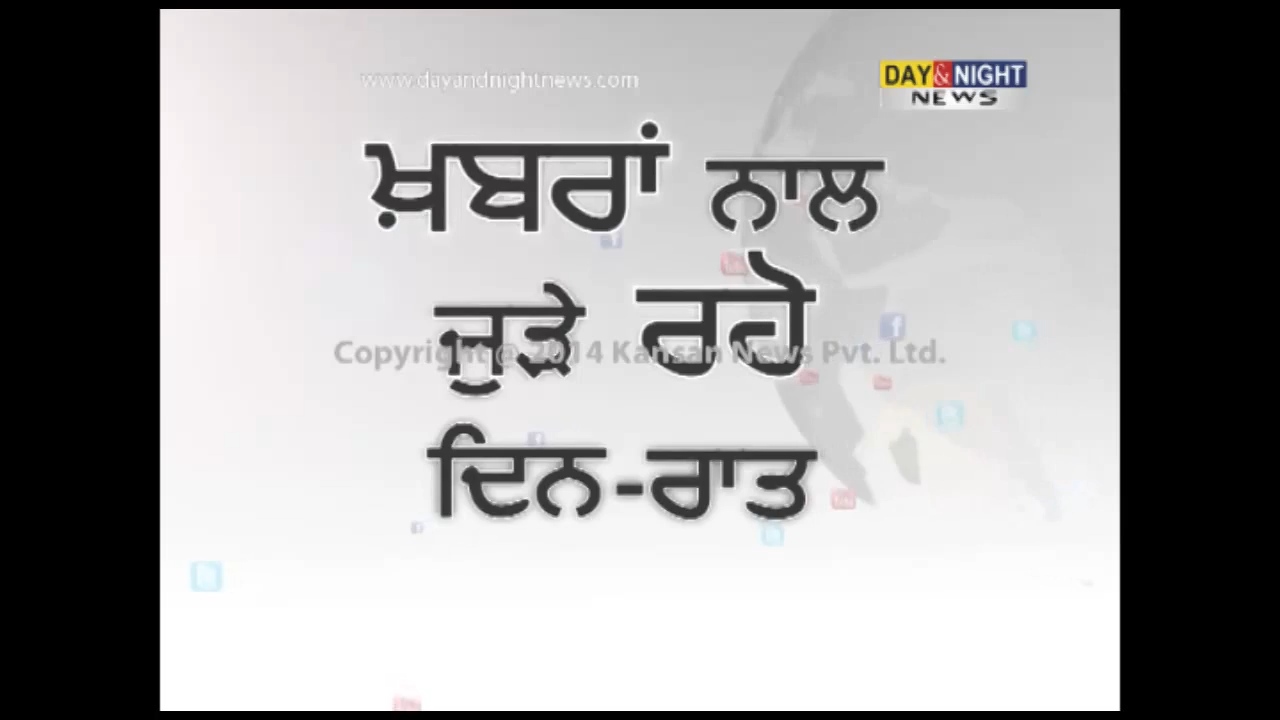 www.dayandnightnews.com
DAY & NIGHT
NEWS
ਖ਼ਬਰਾਂ ਨਾਲ
ਜੁੜੇ ਰਹੋ
Copyright @ 2014 Kansan News Pvt. Ltd.
ਦਿਨ-ਰਾਤ